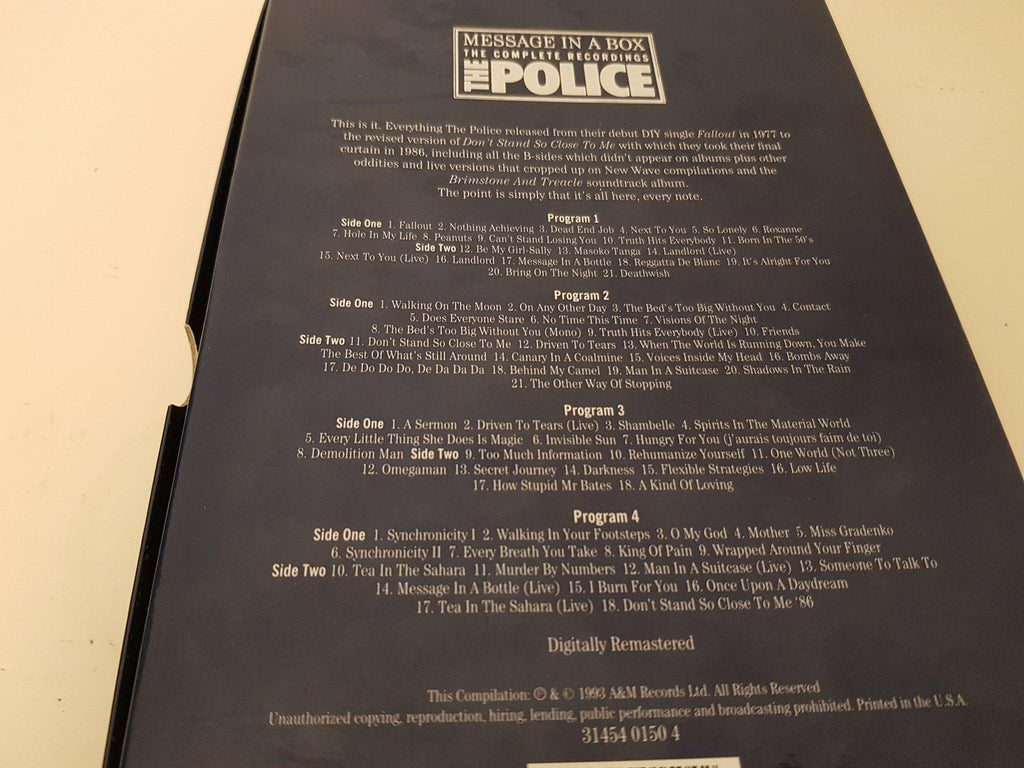 MESSAGE IN A BOX
THE COMPLETE RECORDINGS
THE POLICE
This is it. Everything The Police released from their debut DIY single Fallout in 1977 to
the revised version of Don't Stand So Close To Me with which they took their final
curtain in 1986, including all the B-sides which didn't appear on albums plus other
oddities and live versions that cropped up on New Wave compilations and the
Brimstone And Treacle soundtrack album.
The point is simply that it's all here, every note.
Program 1
Side One 1. Fallout 2. Nothing Achieving 3. Dead End Job 4. Next To You 5. So Lonely 6. Roxanne
7. Hole In My Life 8. Peanuts 9. Can't Stand Losing You 10. Truth Hits Everybody 11. Born In The 50's
Side Two 12. Be My Girl-Sally 13. Masoko Tanga 14. Landlord (Live)
15. Next To You (Live) 16. Landlord 17. Message In A Bottle 18. Reggatta De Blanc 19. It's Alright For You
20. Bring On The Night 21. Deathwish
Program 2
Side One 1. Walking On The Moon 2. On Any Other Day 3. The Bed's Too Big Without You 4. Contact
5. Does Everyone Stare 6. No Time This Time 7. Visions Of The Night
8. The Bed's Too Big Without You (Mono) 9. Truth Hits Everybody (Live) 10. Friends
Side Two 11. Don't Stand So Close To Me 12. Driven To Tears 13. When The World Is Running Down, You Make
The Best Of What's Still Around 14. Canary In A Coalmine 15. Voices Inside My Head 16. Bombs Away
17. De Do Do Do, De Da Da Da 18. Behind My Camel 19. Man In A Suitcase 20. Shadows In The Rain
21. The Other Way Of Stopping
Program 3
Side One 1. A Sermon 2. Driven To Tears (Live) 3. Shambelle 4. Spirits In The Material World
5. Every Little Thing She Does Is Magic 6. Invisible Sun 7. Hungry For You (j'aurais toujours faim de toi)
8. Demolition Man Side Two 9. Too Much Information 10. Rehumanize Yourself 11. One World (Not Three)
12. Omegaman 13. Secret Journey 14. Darkness 15. Flexible Strategies 16. Low Life
17. How Stupid Mr Bates 18. A Kind Of Loving
Program 4
Side One 1. Synchronicity I 2. Walking In Your Footsteps 3. O My God 4. Mother 5. Miss Gradenko
6. Synchronicity II 7. Every Breath You Take 8. King Of Pain 9. Wrapped Around Your Finger
Side Two 10. Tea In The Sahara 11. Murder By Numbers 12. Man In A Suitcase (Live) 13. Someone To Talk To
14. Message In A Bottle (Live) 15. I Burn For You 16. Once Upon A Daydream
17. Tea In The Sahara (Live) 18. Don't Stand So Close To Me '86
Digitally Remastered
This Compilation: ℗ & © 1993 A&M Records Ltd. All Rights Reserved
Unauthorized copying, reproduction, hiring, lending, public performance and broadcasting prohibited. Printed in the U.S.A.
31454 0150 4